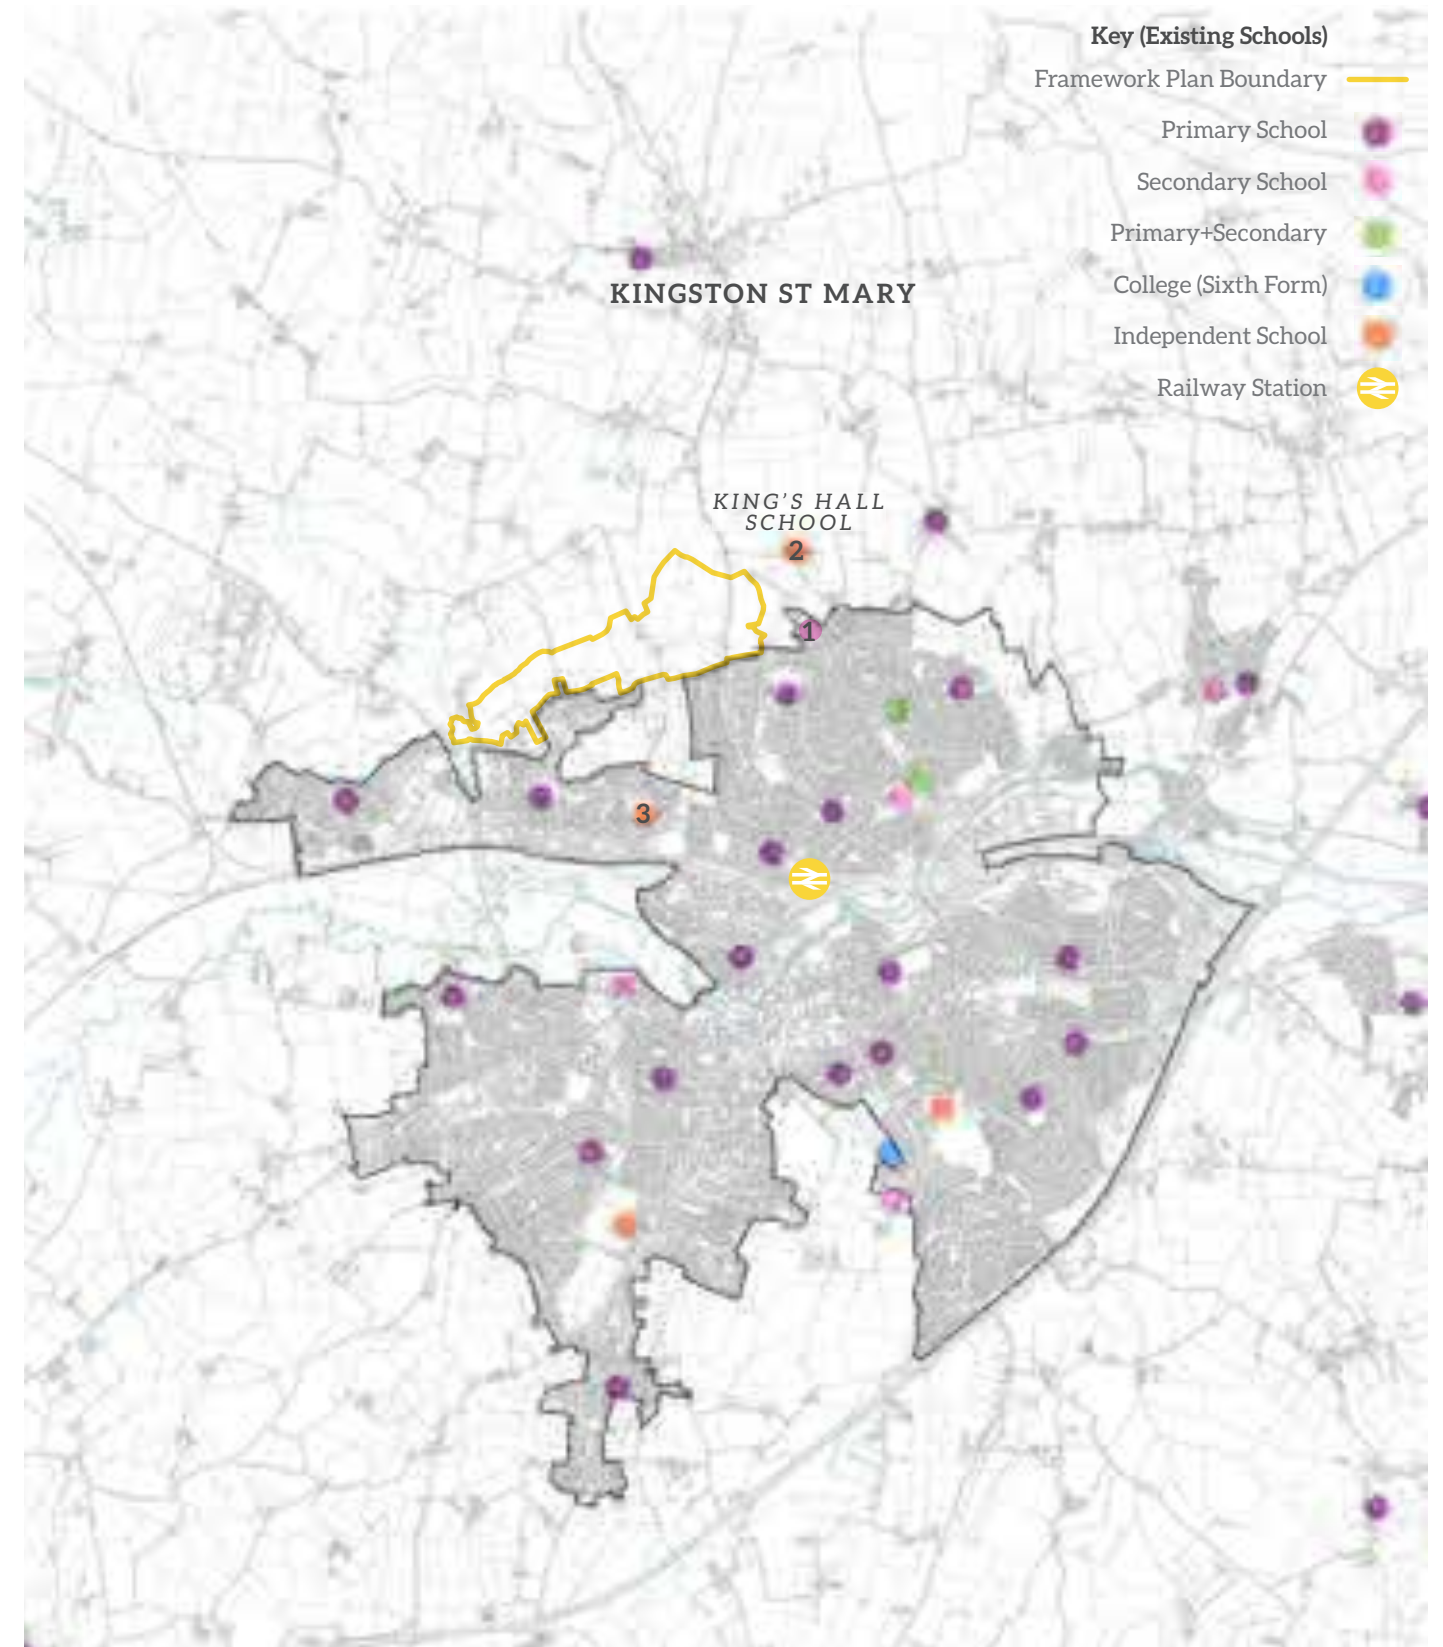 Key (Existing Schools)
Framework Plan Boundary
Primary School
Secondary School
Primary+Secondary
College (Sixth Form)
Independent School
Railway Station
KINGSTON ST MARY
KING'S HALL
SCHOOL
2
1
3